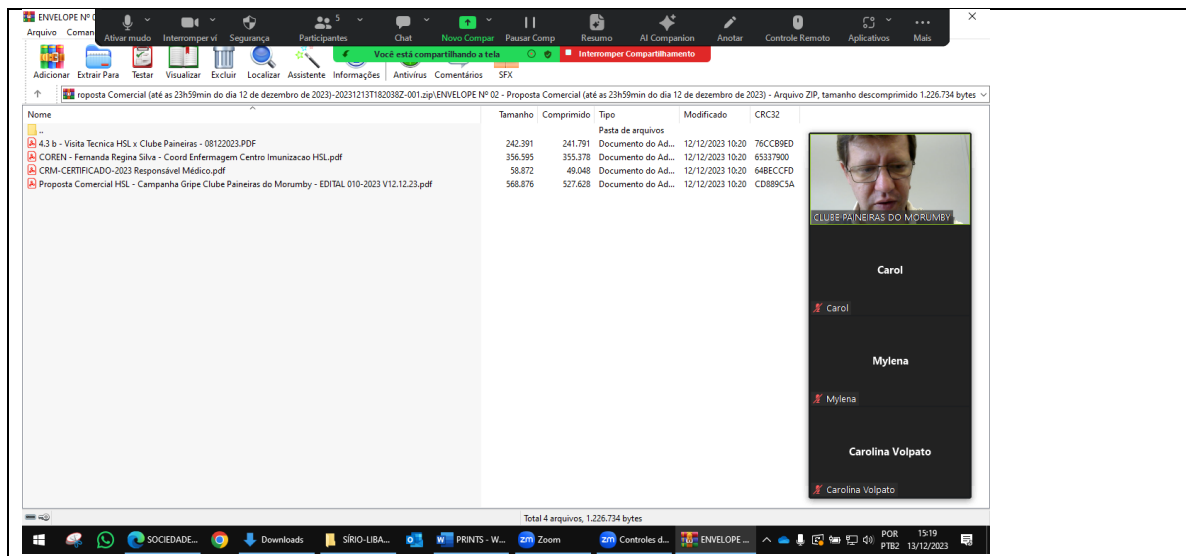 ENVELOPE Nº
5
Ativar mudo Interromper ví Segurança Participantes Chat Novo Compar Pausar Comp Resumo AI Companion Anotar Controle Remoto Aplicativos Mais
Arquivo Coman
Você está compartilhando a tela Interromper Compartilhamento
Adicionar Extrair Para Testar Visualizar Excluir Localizar Assistente Informações Antivírus Comentários SFX
roposta Comercial (até as 23h59min do dia 12 de dezembro de 2023)-20231213T182038Z-001.zip\ENVELOPE Nº 02 - Proposta Comercial (até as 23h59min do dia 12 de dezembro de 2023) - Arquivo ZIP, tamanho descomprimido 1.226.734 bytes
Nome Tamanho Comprimido Tipo Modificado CRC32
.. Pasta de arquivos
4.3 b - Visita Tecnica HSL x Clube Paineiras - 08122023.PDF 242.391 241.791 Documento do Ad... 12/12/2023 10:20 76CCB9ED
COREN - Fernanda Regina Silva - Coord Enfermagem Centro Imunizacao HSL.pdf 356.595 355.378 Documento do Ad... 12/12/2023 10:20 65337900
CRM-CERTIFICADO-2023 Responsável Médico.pdf 58.872 49.048 Documento do Ad... 12/12/2023 10:20 64BECCFD
Proposta Comercial HSL - Campanha Gripe Clube Paineiras do Morumby - EDITAL 010-2023 V12.12.23.pdf 568.876 527.628 Documento do Ad... 12/12/2023 10:20 CD889C5A
CLUBE PAINEIRAS DO MORUMBY
Carol
Carol
Mylena
Mylena
Carolina Volpato
Carolina Volpato
Total 4 arquivos, 1.226.734 bytes
SOCIEDADE... Downloads SÍRIO-LIBA... PRINTS - W... Zoom Controles d... ENVELOPE ... POR 15:19
PTB2 13/12/2023